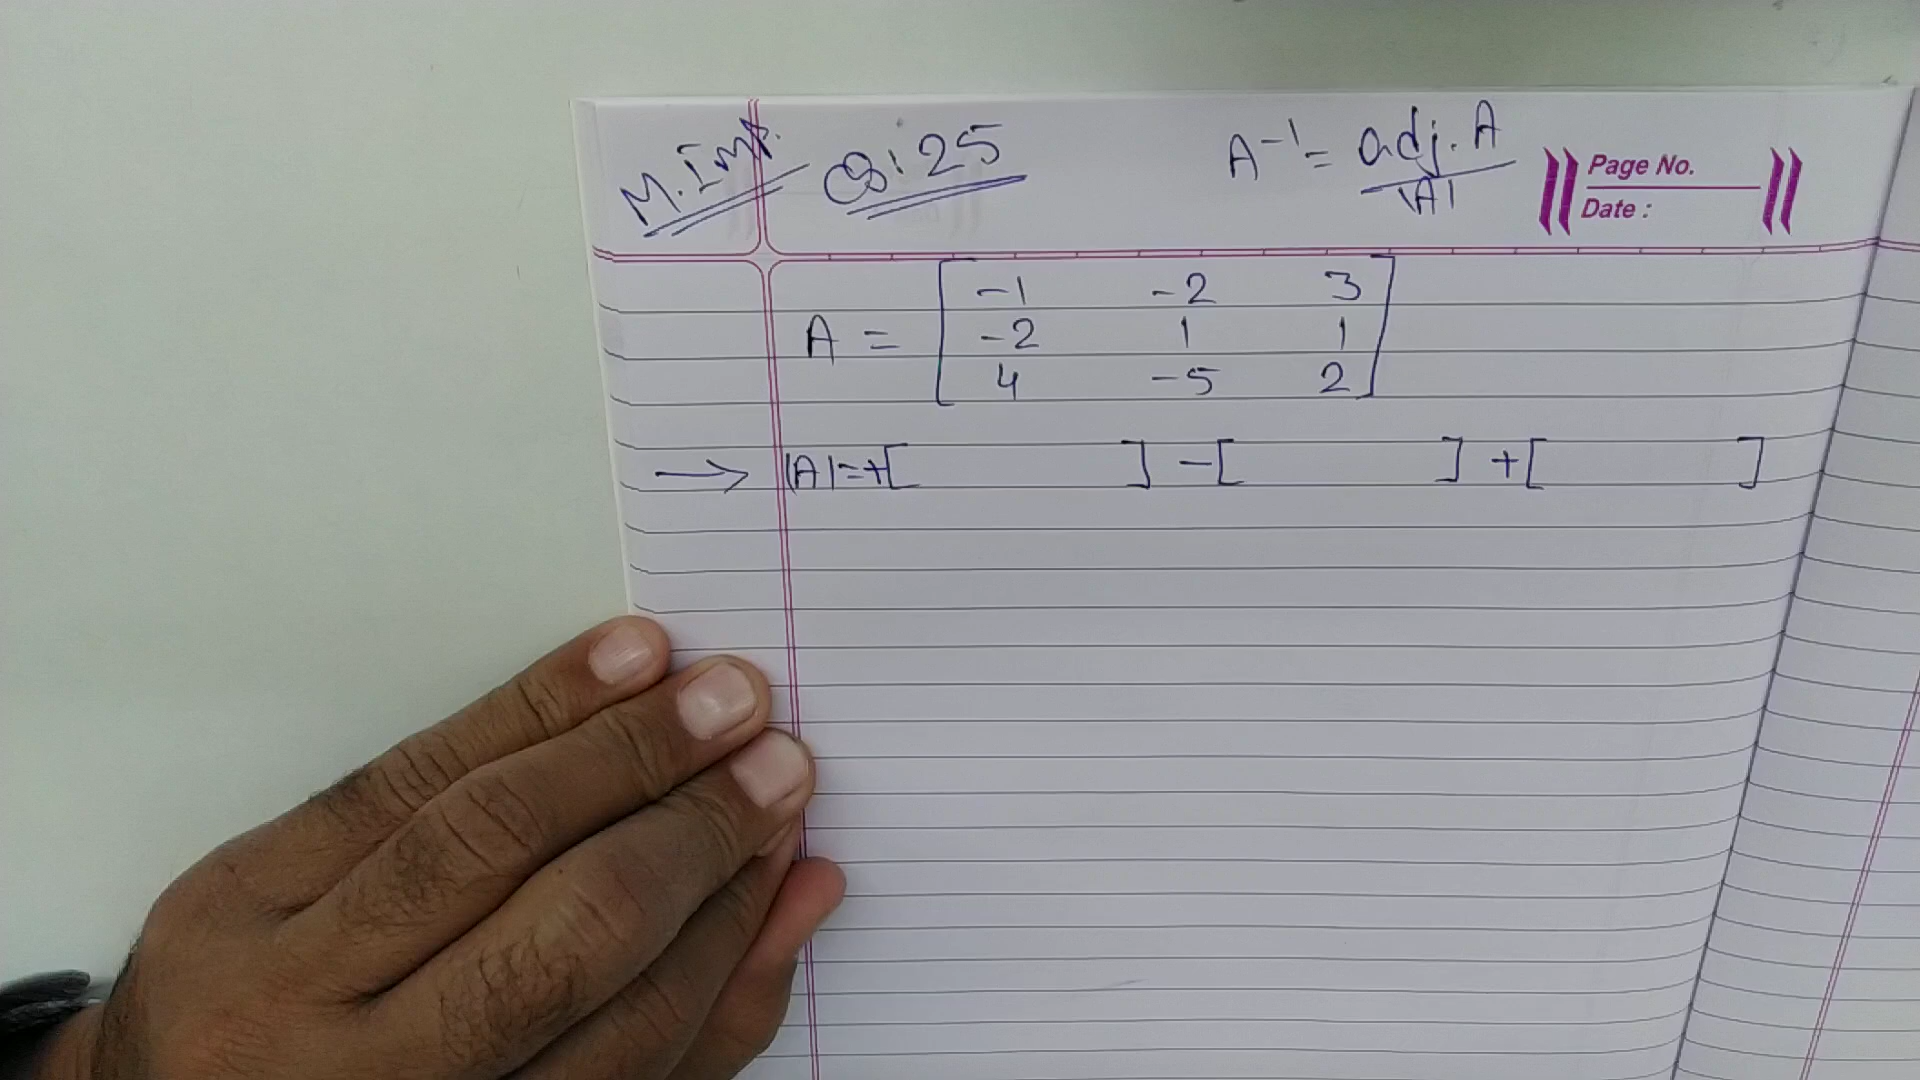 M.Imp. Q:25 A⁻¹ = adj. A / |A|
Page No.
Date :
A = [ -1 -2 3
-2 1 1
4 -5 2 ]
→ |A| = +[ ] - [ ] + [ ]